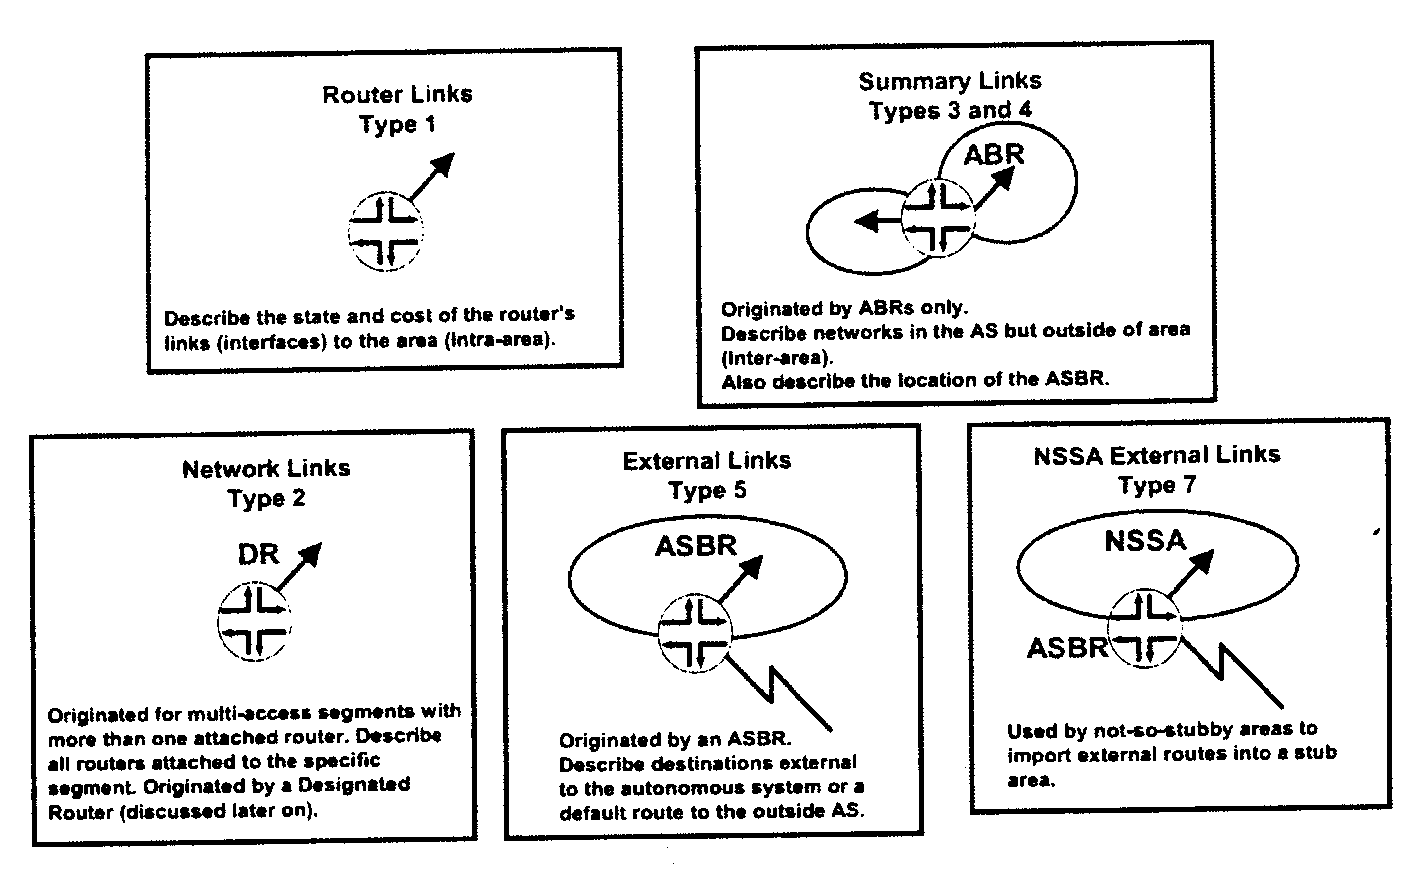 Router Links
Type 1
Describe the state and cost of the router's
links (interfaces) to the area (Intra-area).
Summary Links
Types 3 and 4
ABR
Originated by ABRs only.
Describe networks in the AS but outside of area
(Inter-area).
Also describe the location of the ASBR.
Network Links
Type 2
DR
Originated for multi-access segments with
more than one attached router. Describe
all routers attached to the specific
segment. Originated by a Designated
Router (discussed later on).
External Links
Type 5
ASBR
Originated by an ASBR.
Describe destinations external
to the autonomous system or a
default route to the outside AS.
NSSA External Links
Type 7
NSSA
ASBR
Used by not-so-stubby areas to
import external routes into a stub
area.